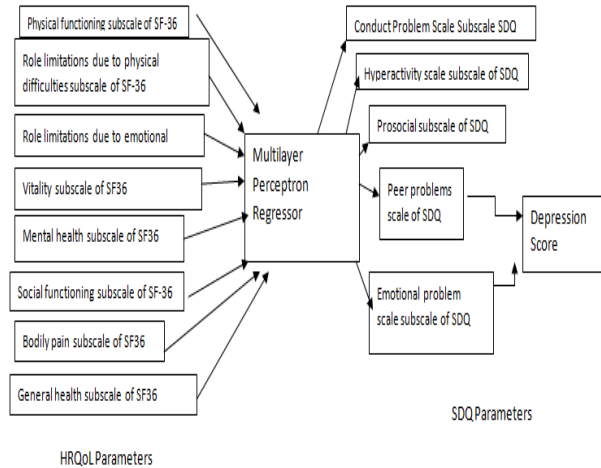 Physical functioning subscale of SF-36
Role limitations due to physical
difficulties subscale of SF-36
Role limitations due to emotional
Vitality subscale of SF36
Mental health subscale of SF36
Social functioning subscale of SF-36
Bodily pain subscale of SF36
General health subscale of SF36
HRQoL Parameters
Multilayer
Perceptron
Regressor
Conduct Problem Scale Subscale SDQ
Hyperactivity scale subscale of SDQ
Prosocial subscale of SDQ
Peer problems
scale of SDQ
Emotional problem
scale subscale of SDQ
Depression
Score
SDQ Parameters